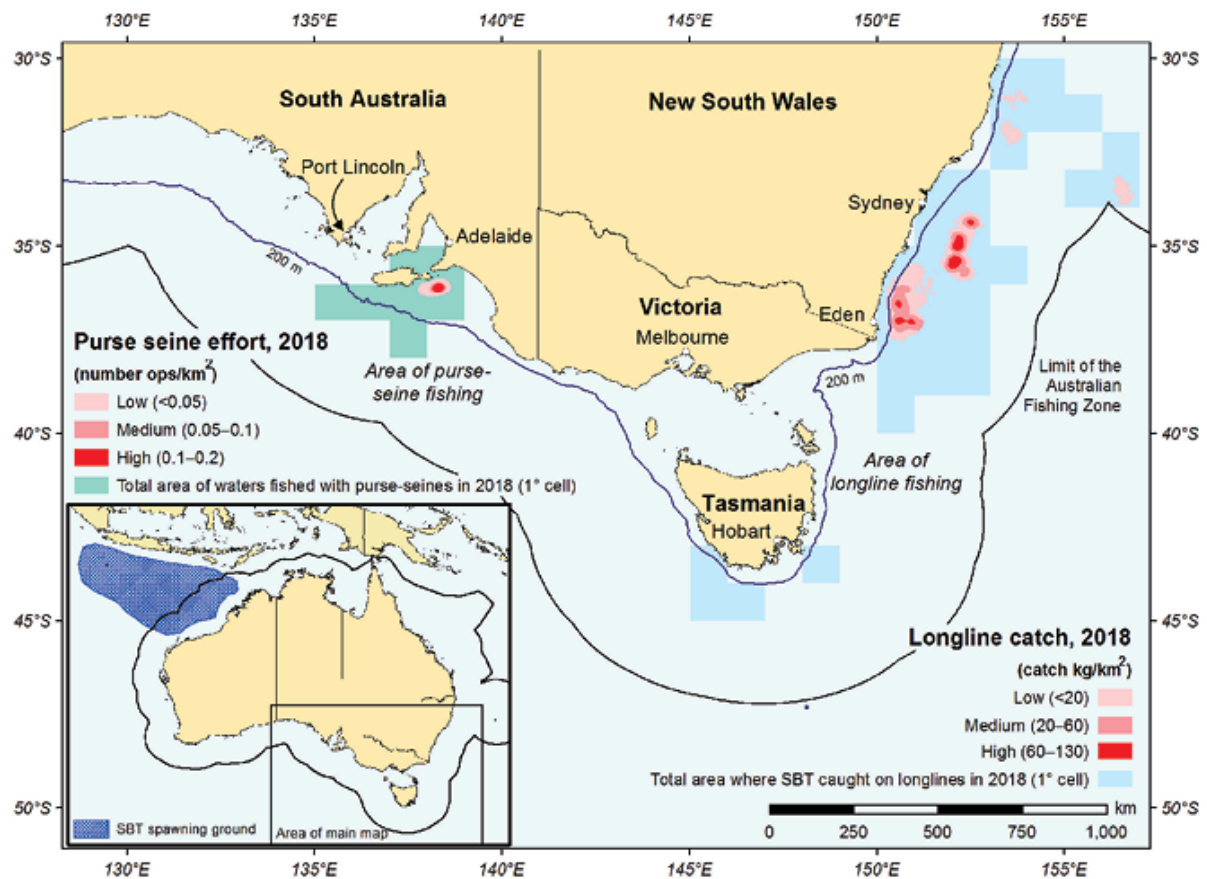 130°E 135°E 140°E 145°E 150°E 155°E
30°S 30°S
South Australia
New South Wales
Port Lincoln
Sydney
35°S 35°S
Adelaide
200 m
Victoria
Eden
Melbourne
Purse seine effort, 2018
(number ops/km²)
Low (<0.05)
Medium (0.05–0.1)
High (0.1–0.2)
Total area of waters fished with purse-seines in 2018 (1° cell)
Area of purse-
seine fishing
200 m
Limit of the
Australian
Fishing Zone
40°S 40°S
Area of
longline fishing
Tasmania
Hobart
45°S 45°S
Longline catch, 2018
(catch kg/km²)
Low (<20)
Medium (20–60)
High (60–130)
Total area where SBT caught on longlines in 2018 (1° cell)
km
0 250 500 750 1,000
50°S 50°S
SBT spawning ground
Area of main map
130°E 135°E 140°E 145°E 150°E 155°E